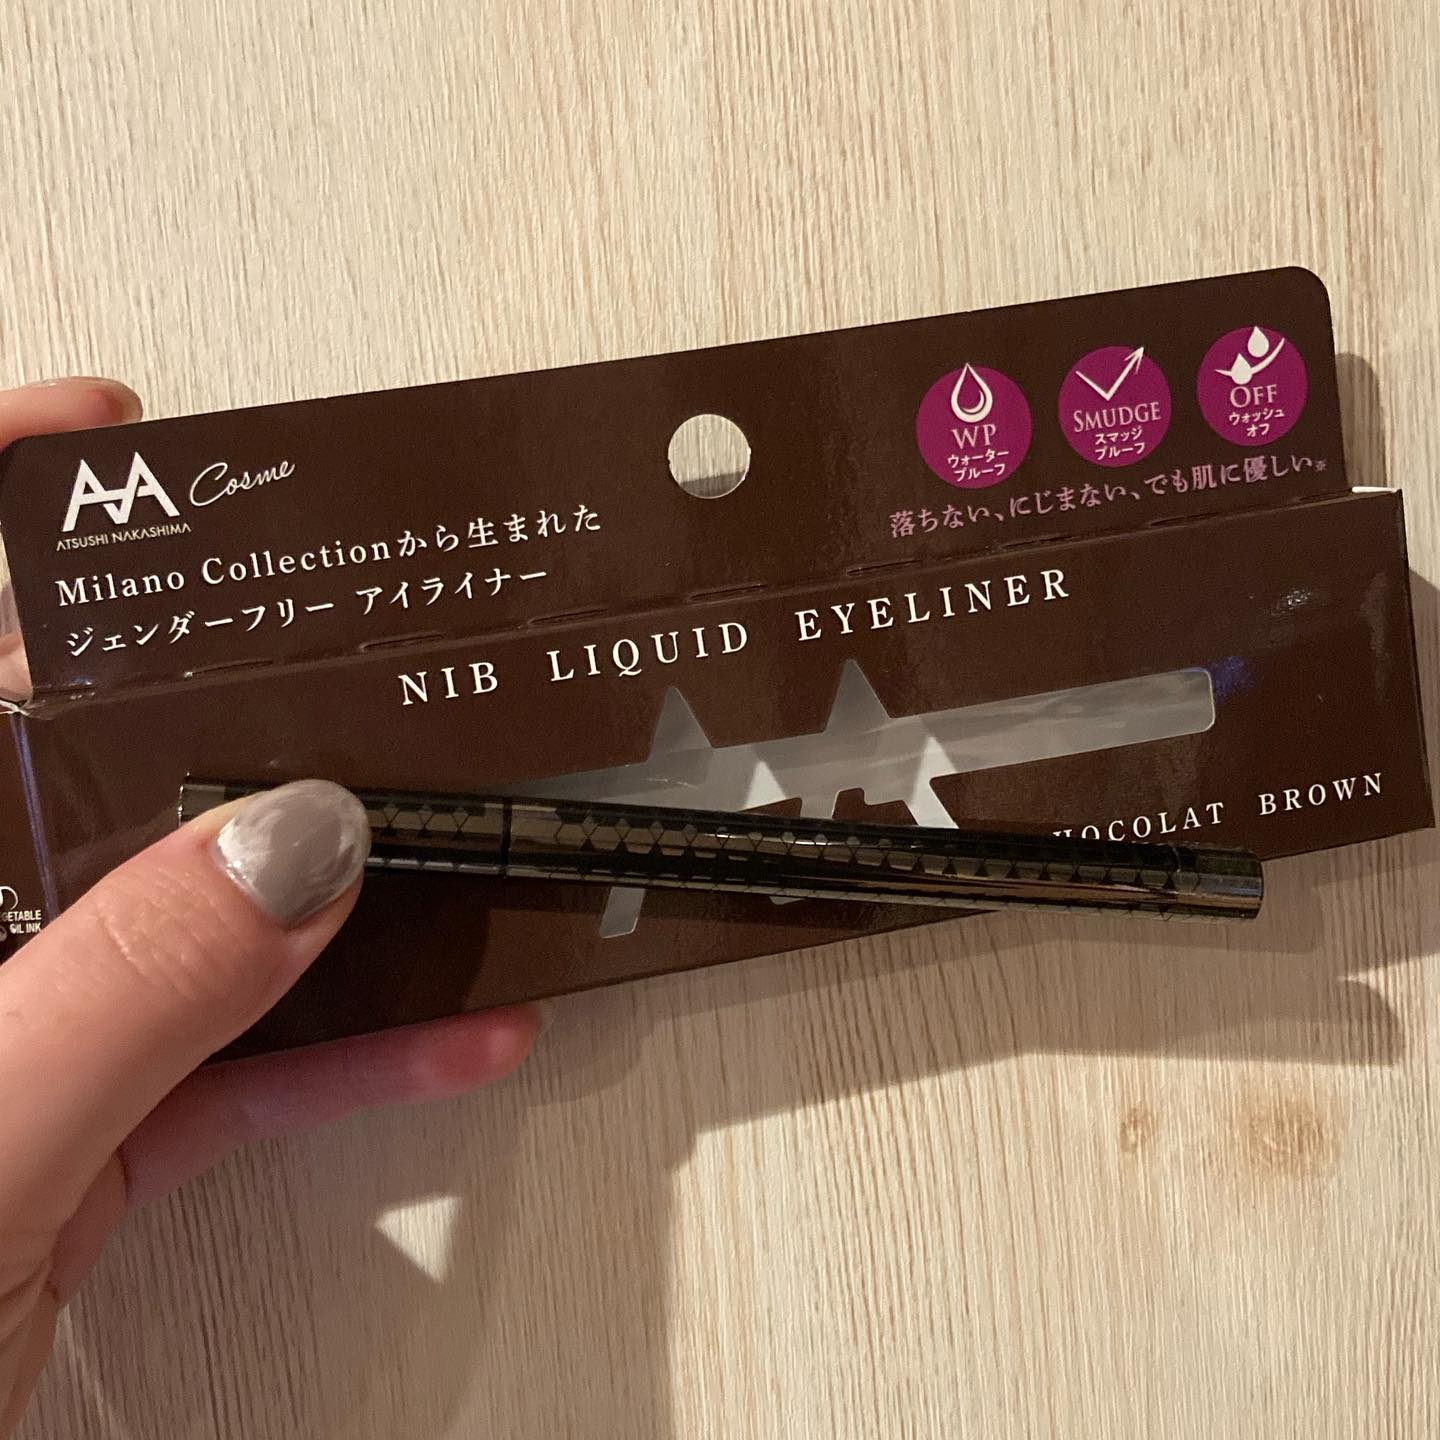 AA Cosme
ATSUSHI NAKASHIMA
Milano Collectionから生まれた
ジェンダーフリー アイライナー
WP
ウォーター
プルーフ
SMUDGE
スマッジ
プルーフ
OFF
ウォッシュ
オフ
落ちない、にじまない、でも肌に優しい※
NIB LIQUID EYELINER
HOCOLAT BROWN
EGETABLE
OIL INK